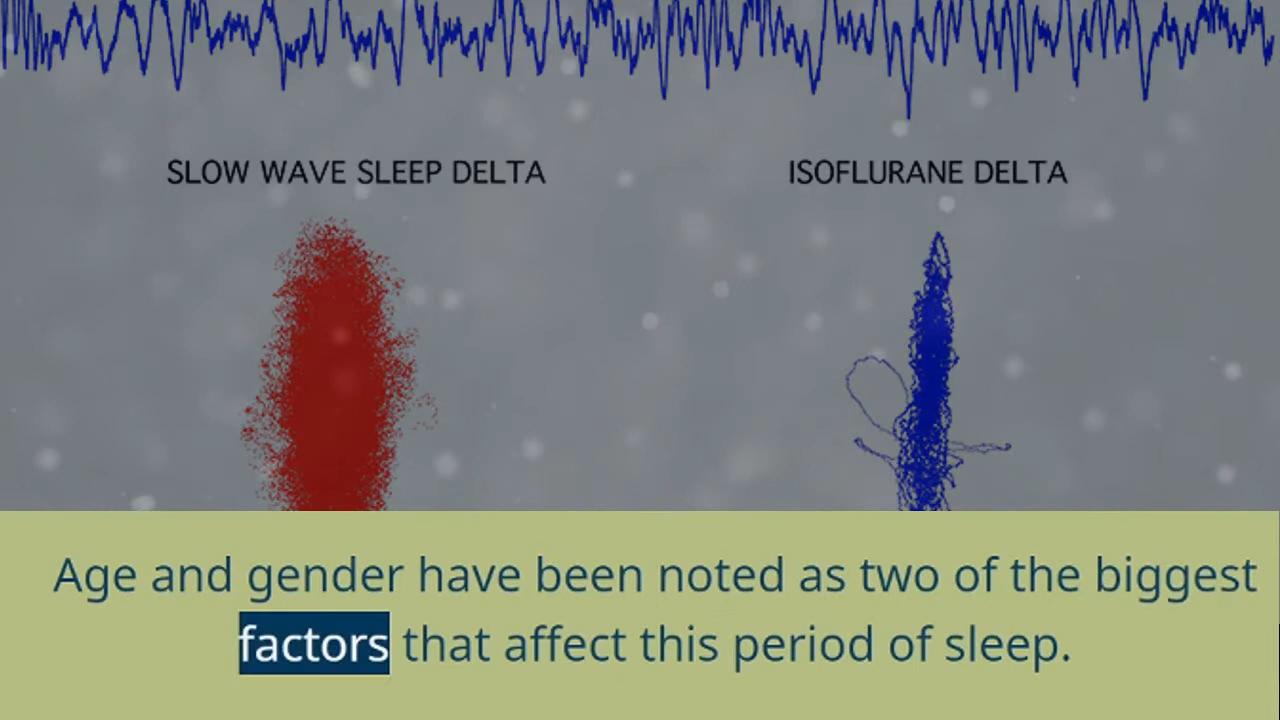 SLOW WAVE SLEEP DELTA
ISOFLURANE DELTA
Age and gender have been noted as two of the biggest
factors that affect this period of sleep.